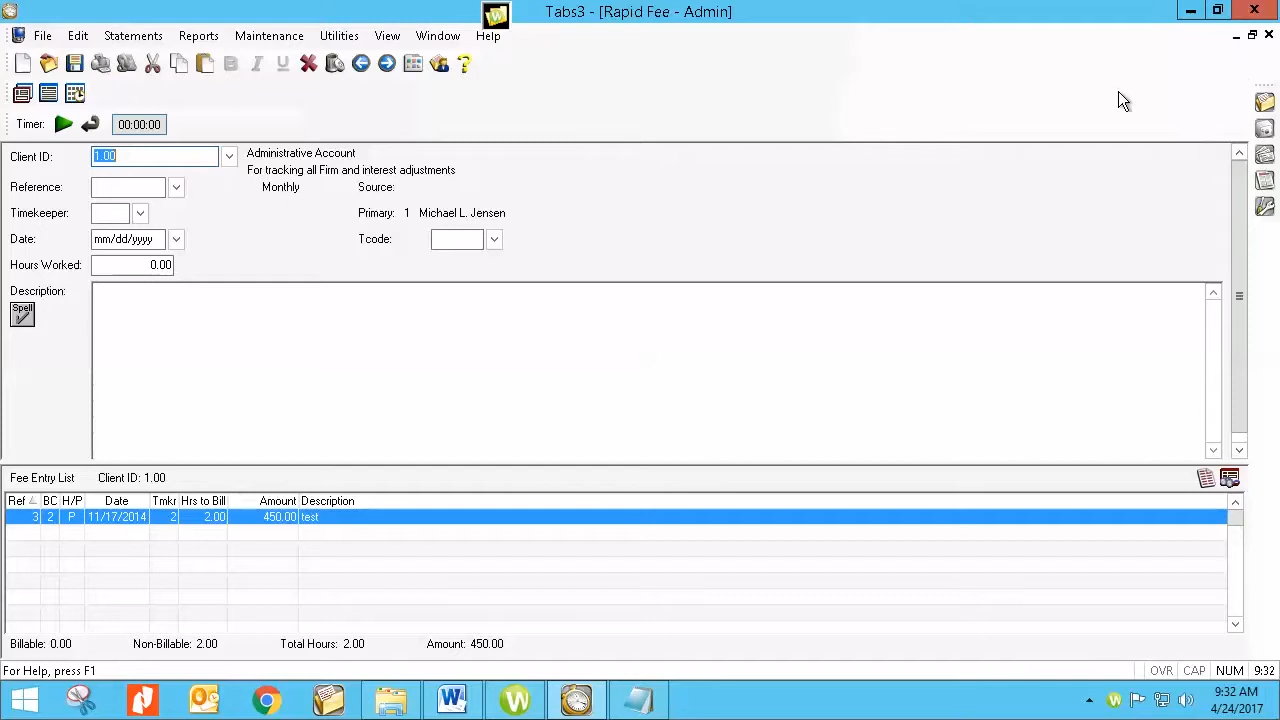 Tabs3 - [Rapid Fee - Admin]
File Edit Statements Reports Maintenance Utilities View Window Help
Timer: 00:00:00
Client ID: 1.00 Administrative Account
For tracking all Firm and interest adjustments
Reference: Monthly Source:
Timekeeper: Primary: 1 Michael L. Jensen
Date: mm/dd/yyyy Tcode:
Hours Worked: 0.00
Description:
Spell
Fee Entry List Client ID: 1.00
Ref BC H/P Date Tmkr Hrs to Bill Amount Description
3 2 P 11/17/2014 2 2.00 450.00 test
Billable: 0.00 Non-Billable: 2.00 Total Hours: 2.00 Amount: 450.00
For Help, press F1 OVR CAP NUM 9:32
9:32 AM
4/24/2017